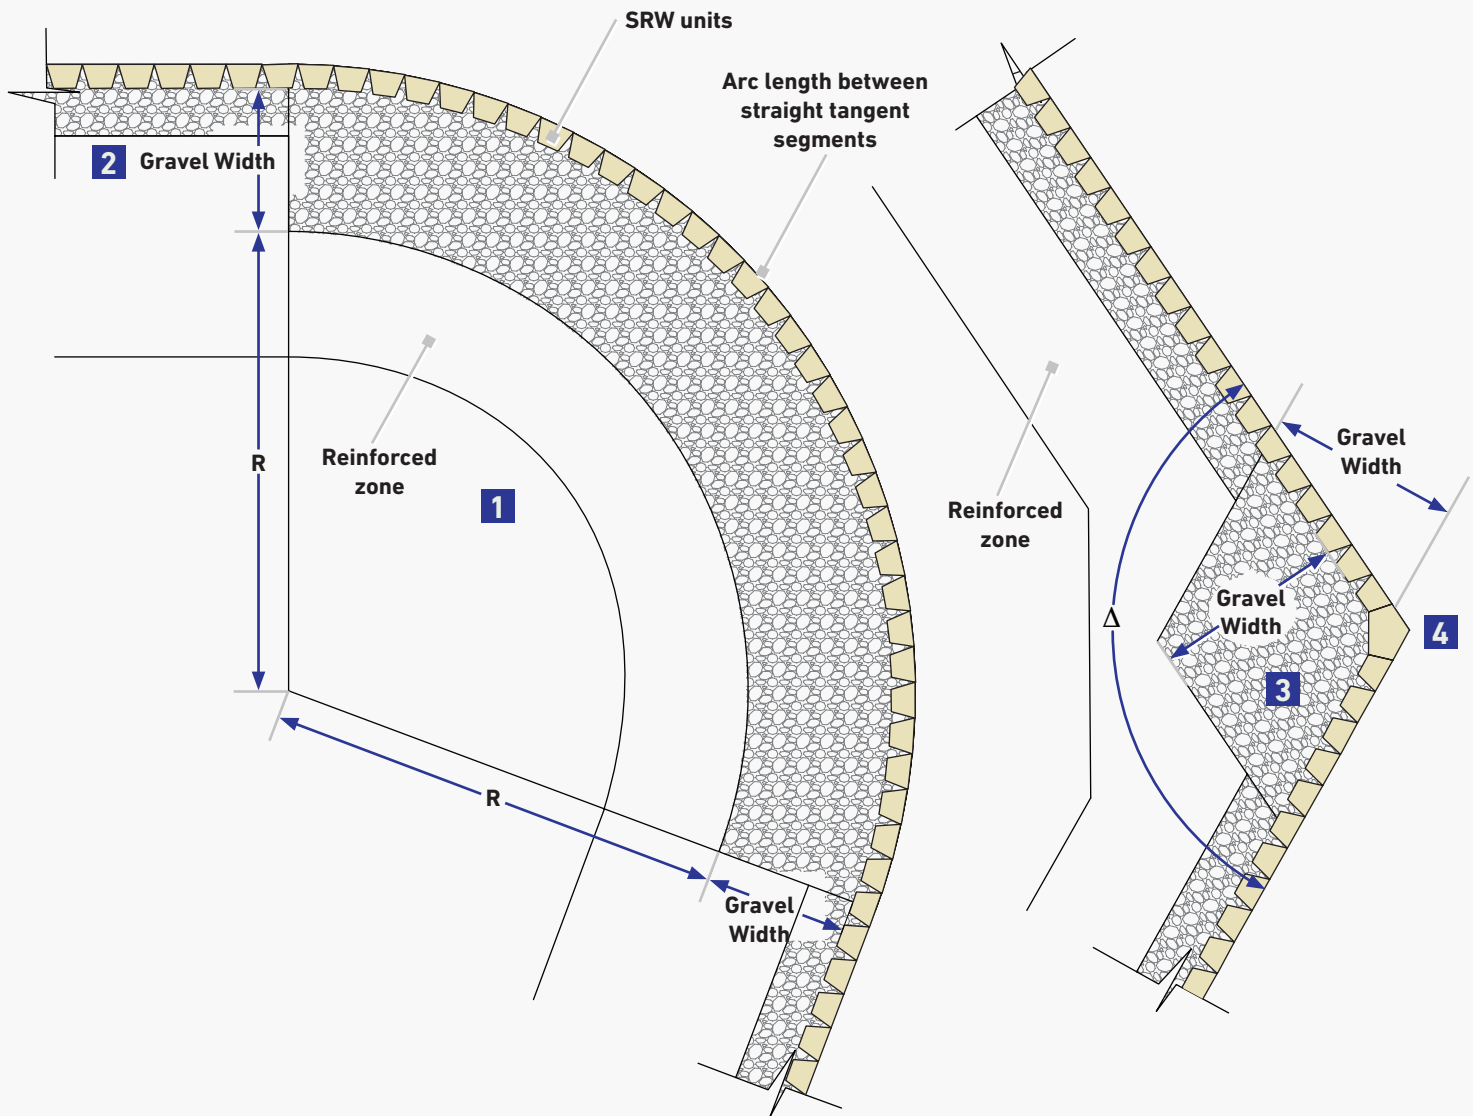 SRW units
Arc length between
straight tangent
segments
2
Gravel Width
R
Reinforced
zone
1
R
Gravel
Width
Reinforced
zone
Δ
Gravel
Width
Gravel
Width
3
4